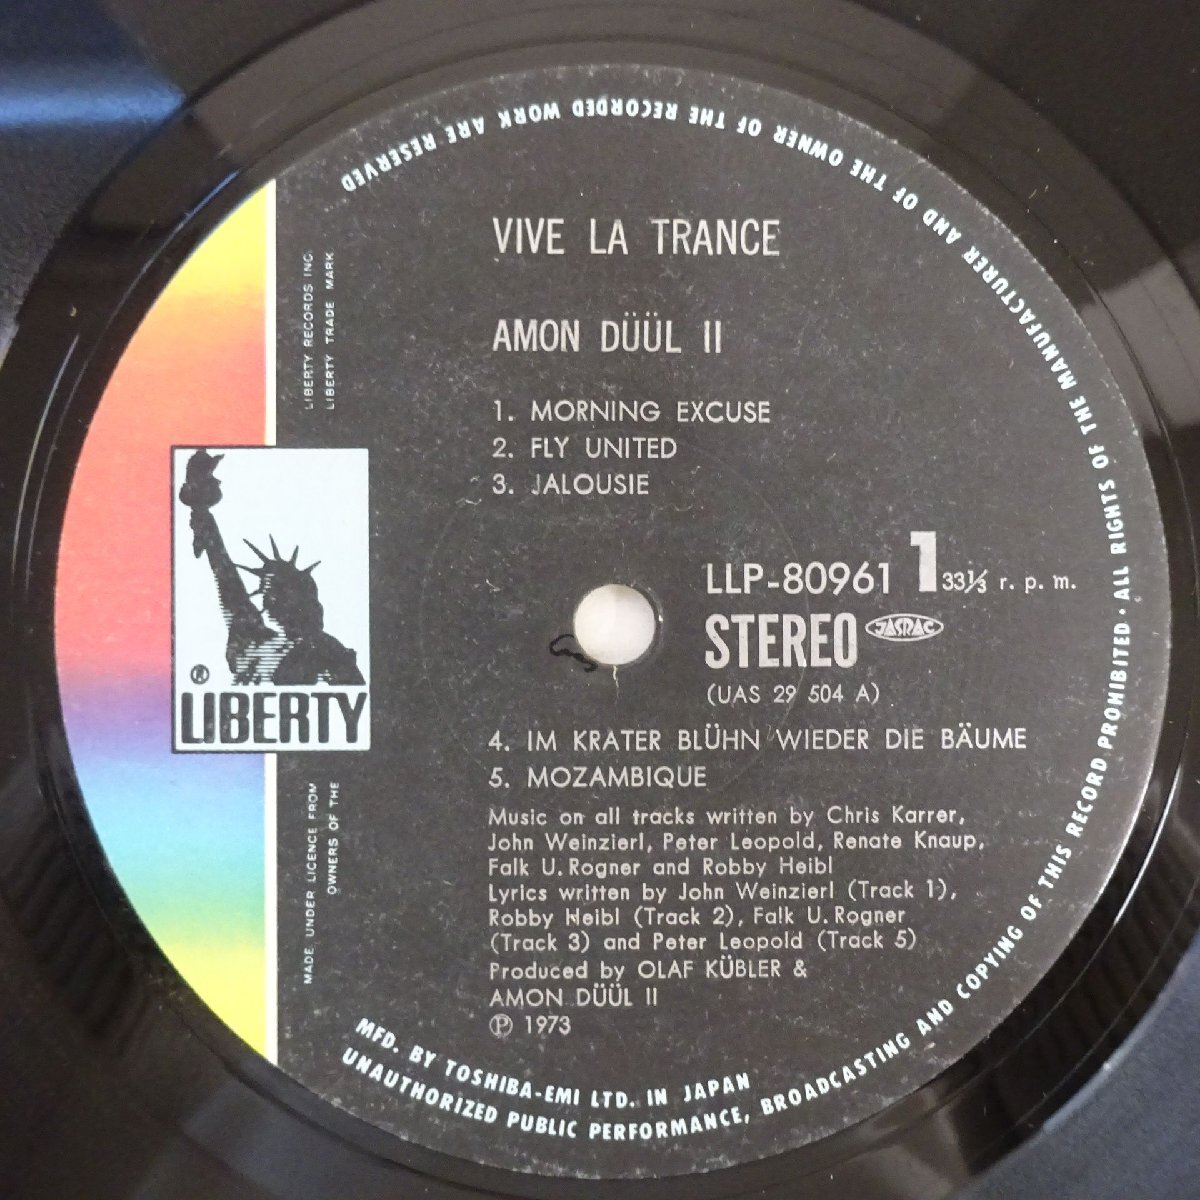 VIVE LA TRANCE
AMON DÜÜL II
1. MORNING EXCUSE
2. FLY UNITED
3. JALOUSIE
LLP-80961 1 33⅓ r. p. m.
STEREO JASRAC
(UAS 29 504 A)
4. IM KRATER BLÜHN WIEDER DIE BÄUME
5. MOZAMBIQUE
Music on all tracks written by Chris Karrer,
John Weinzierl, Peter Leopold, Renate Knaup,
Falk U. Rogner and Robby Heibl
Lyrics written by John Weinzierl (Track 1),
Robby Heibl (Track 2), Falk U. Rogner
(Track 3) and Peter Leopold (Track 5)
Produced by OLAF KÜBLER &
AMON DÜÜL II
Ⓟ 1973
LIBERTY RECORDS INC.
LIBERTY TRADE MARK
®
LIBERTY
MADE UNDER LICENCE FROM
OWNERS OF THE
MFD. BY TOSHIBA-EMI LTD. IN JAPAN
UNAUTHORIZED PUBLIC PERFORMANCE, BROADCASTING AND COPYING OF THIS RECORD PROHIBITED · ALL RIGHTS OF THE MANUFACTURER AND OF THE OWNER OF THE RECORDED WORK ARE RESERVED